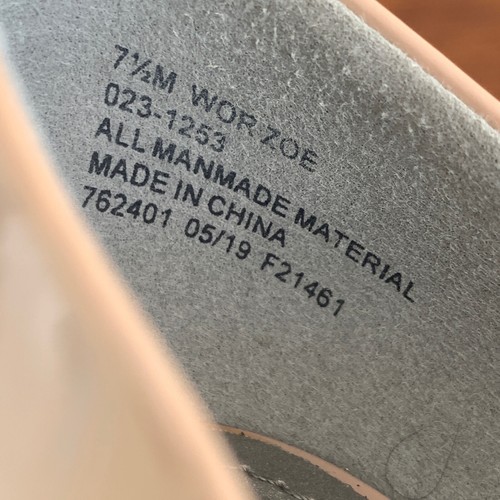 7½M WOR ZOE
023-1253
ALL MANMADE MATERIAL
MADE IN CHINA
762401 05/19 F21461